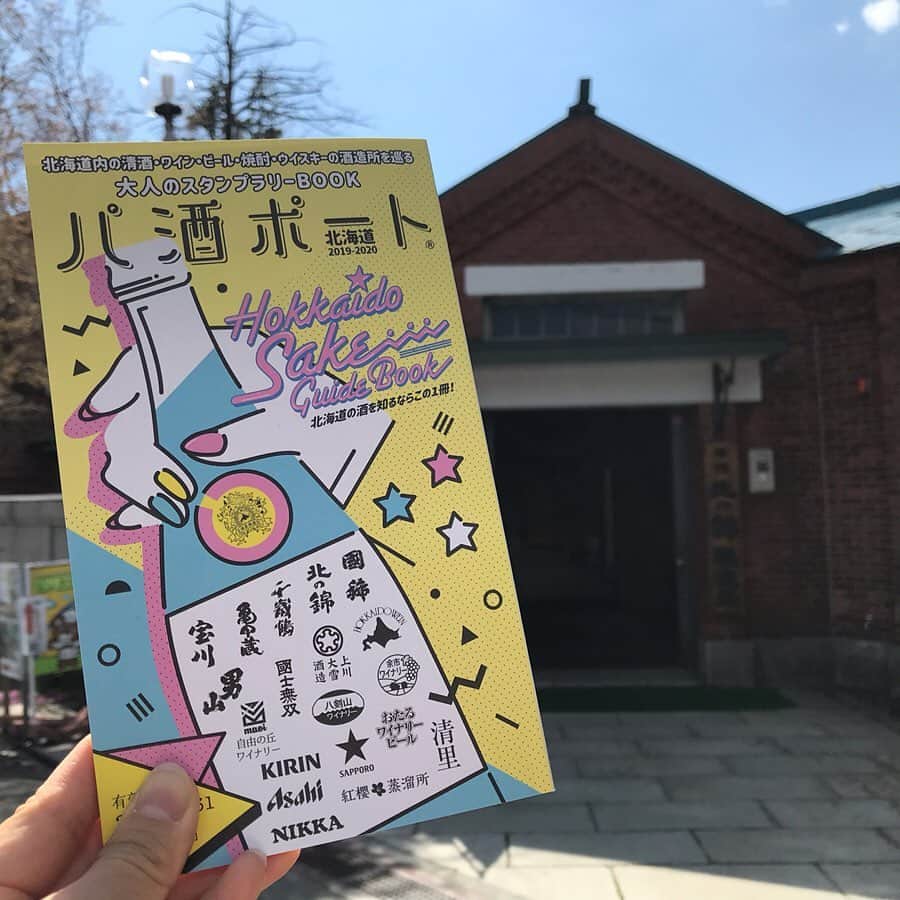 北海道内の清酒・ワイン・ビール・焼酎・ウイスキーの酒造所を巡る
大人のスタンプラリーBOOK
パ酒ポート®
北海道
2019-2020
Hokkaido
Sake
Guide Book
北海道の酒を知るならこの1冊!
國稀
北の錦
千歳鶴
亀甲蔵
宝川
HOKKAIDO WEIN
上川
大雪
酒造
國士無双
男山
余市
ワイナリー
八剣山
ワイナリー
maoi
自由の丘
ワイナリー
おたる
ワイナリー
ビール
清里
KIRIN
SAPPORO
Asahi
紅櫻蒸溜所
NIKKA